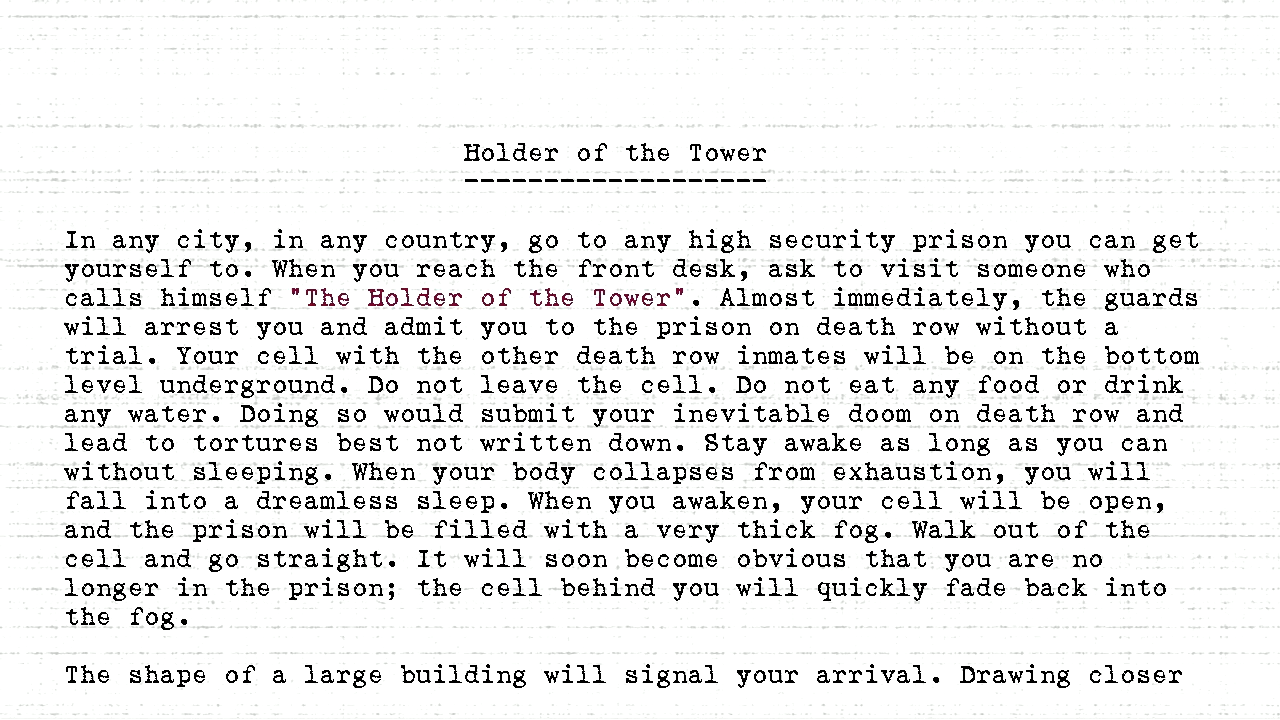 Holder of the Tower
-------------------
In any city, in any country, go to any high security prison you can get
yourself to. When you reach the front desk, ask to visit someone who
calls himself "The Holder of the Tower". Almost immediately, the guards
will arrest you and admit you to the prison on death row without a
trial. Your cell with the other death row inmates will be on the bottom
level underground. Do not leave the cell. Do not eat any food or drink
any water. Doing so would submit your inevitable doom on death row and
lead to tortures best not written down. Stay awake as long as you can
without sleeping. When your body collapses from exhaustion, you will
fall into a dreamless sleep. When you awaken, your cell will be open,
and the prison will be filled with a very thick fog. Walk out of the
cell and go straight. It will soon become obvious that you are no
longer in the prison; the cell behind you will quickly fade back into
the fog.
The shape of a large building will signal your arrival. Drawing closer